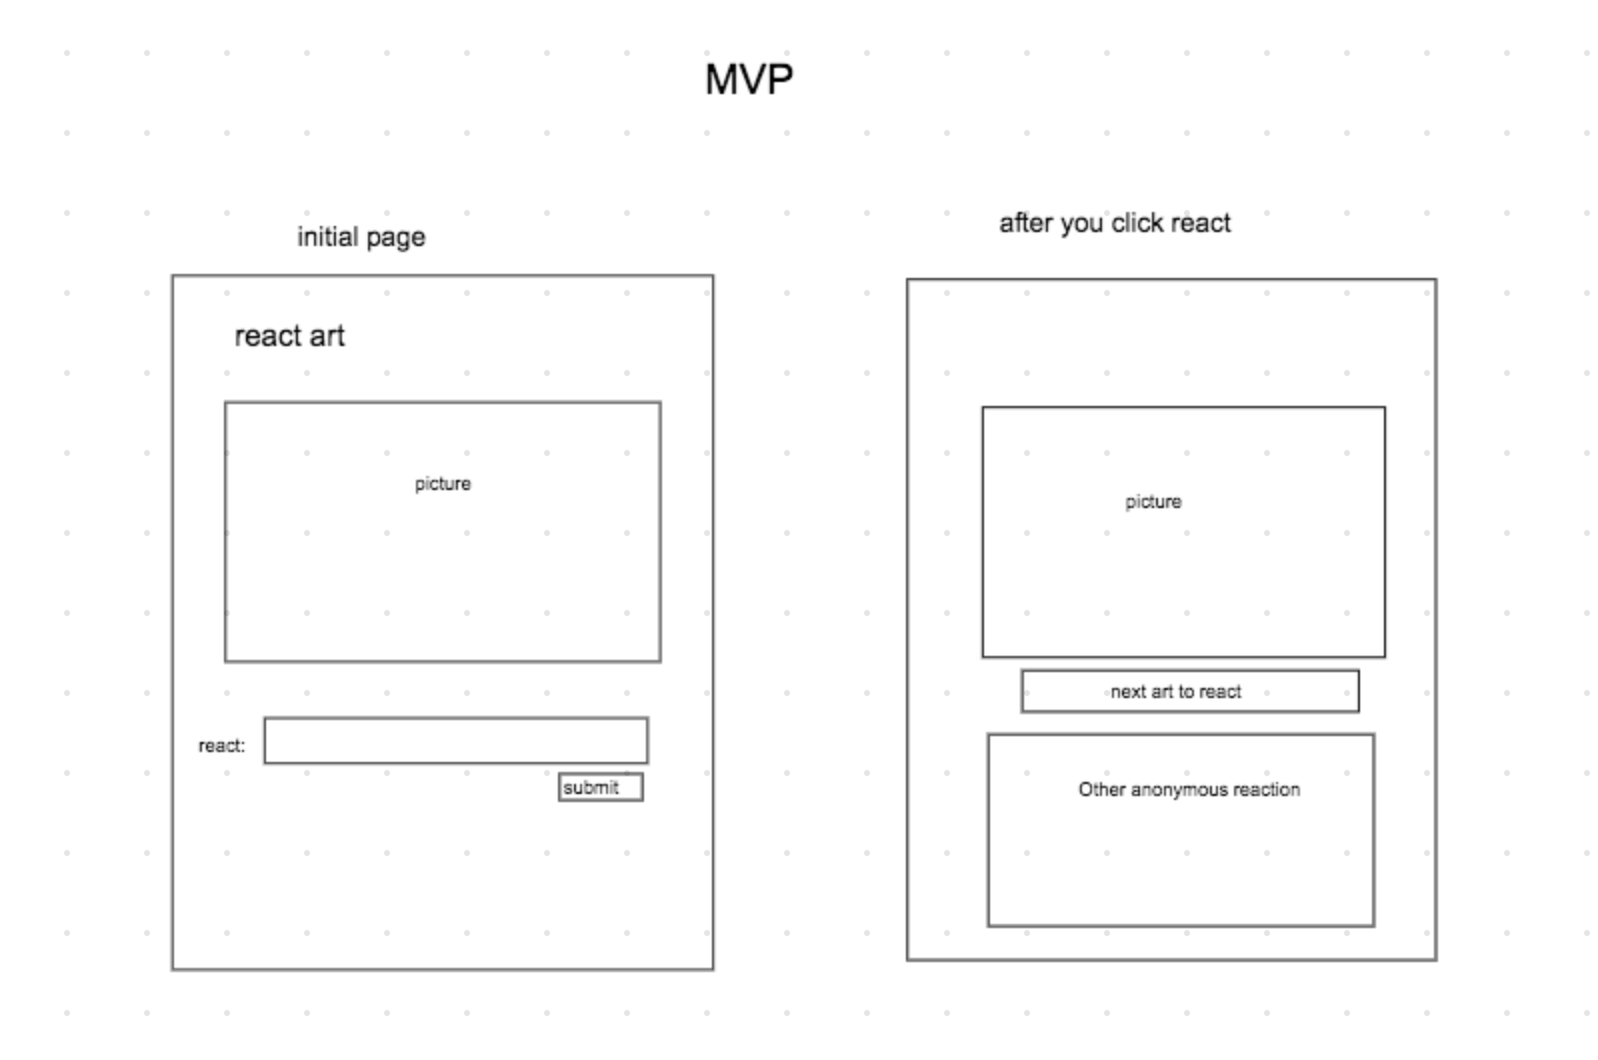 MVP
initial page
react art
picture
react:
submit
after you click react
picture
next art to react
Other anonymous reaction